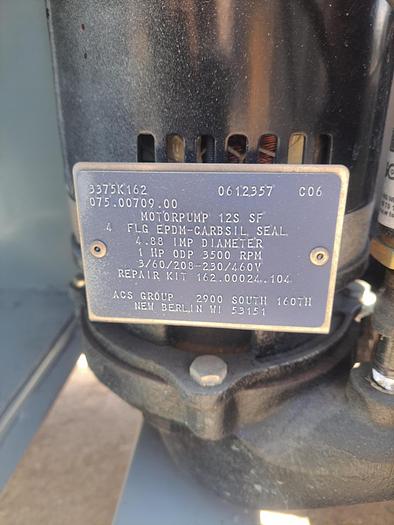 3375K162 0612357 C06
075.00709.00
MOTORPUMP 12S SF
4 FLG EPDM-CARBSIL SEAL
4.88 IMP DIAMETER
1 HP ODP 3500 RPM
3/60/208-230/460V
REPAIR KIT 162.00024.104
ACS GROUP 2900 SOUTH 160TH
NEW BERLIN WI 53151